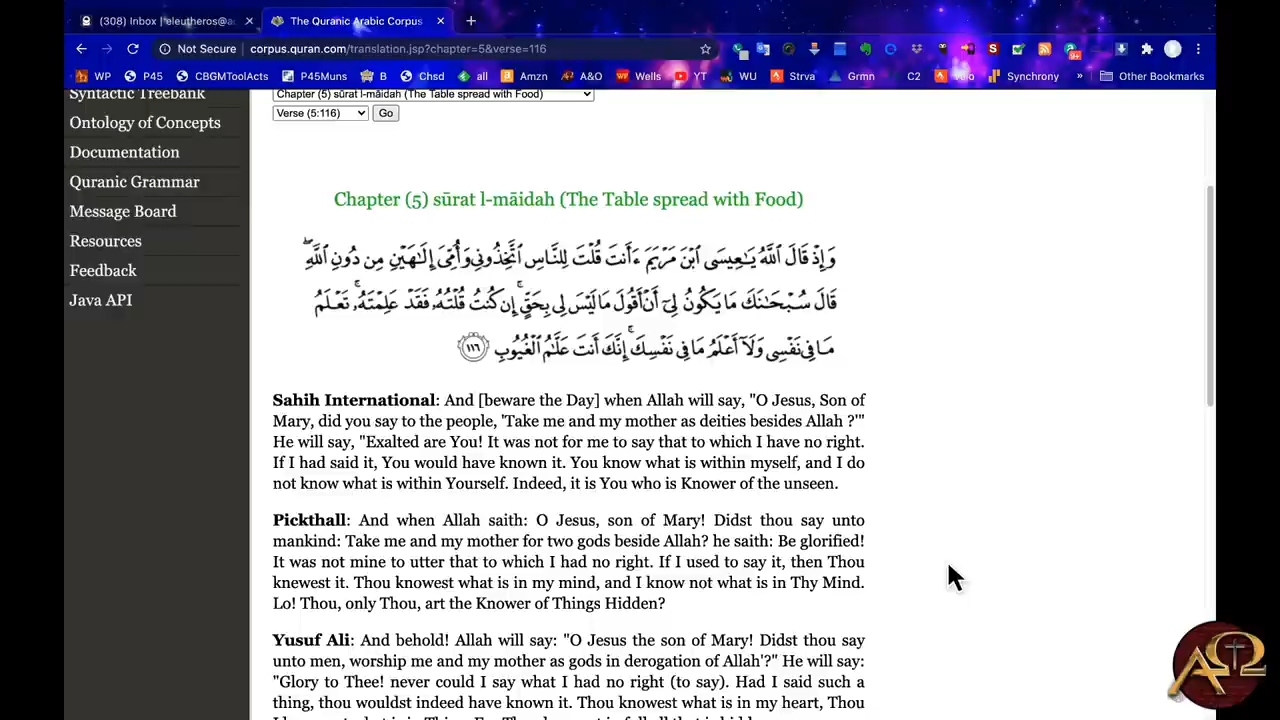 (308) Inbox | eleutheros@a
The Quranic Arabic Corpus
Not Secure | corpus.quran.com/translation.jsp?chapter=5&verse=116
WP P45 CBGMToolActs P45Muns B Chsd all Amzn A&O Wells YT WU Strva Grmn C2 Velo Synchrony » Other Bookmarks
Syntactic Treebank
Ontology of Concepts
Documentation
Quranic Grammar
Message Board
Resources
Feedback
Java API
Chapter (5) sūrat l-māidah (The Table spread with Food)
Verse (5:116) Go
Chapter (5) sūrat l-māidah (The Table spread with Food)
وَإِذْ قَالَ ٱللَّهُ يَـٰعِيسَى ٱبْنَ مَرْيَمَ ءَأَنتَ قُلْتَ لِلنَّاسِ ٱتَّخِذُونِى وَأُمِّىَ إِلَـٰهَيْنِ مِن دُونِ ٱللَّهِ ۖ
قَالَ سُبْحَـٰنَكَ مَا يَكُونُ لِىٓ أَنْ أَقُولَ مَا لَيْسَ لِى بِحَقٍّ ۚ إِن كُنتُ قُلْتُهُۥ فَقَدْ عَلِمْتَهُۥ ۚ تَعْلَمُ
مَا فِى نَفْسِى وَلَآ أَعْلَمُ مَا فِى نَفْسِكَ ۚ إِنَّكَ أَنتَ عَلَّـٰمُ ٱلْغُيُوبِ ١١٦
Sahih International: And [beware the Day] when Allah will say, "O Jesus, Son of
Mary, did you say to the people, 'Take me and my mother as deities besides Allah ?'"
He will say, "Exalted are You! It was not for me to say that to which I have no right.
If I had said it, You would have known it. You know what is within myself, and I do
not know what is within Yourself. Indeed, it is You who is Knower of the unseen.
Pickthall: And when Allah saith: O Jesus, son of Mary! Didst thou say unto
mankind: Take me and my mother for two gods beside Allah? he saith: Be glorified!
It was not mine to utter that to which I had no right. If I used to say it, then Thou
knewest it. Thou knowest what is in my mind, and I know not what is in Thy Mind.
Lo! Thou, only Thou, art the Knower of Things Hidden?
Yusuf Ali: And behold! Allah will say: "O Jesus the son of Mary! Didst thou say
unto men, worship me and my mother as gods in derogation of Allah'?" He will say:
"Glory to Thee! never could I say what I had no right (to say). Had I said such a
thing, thou wouldst indeed have known it. Thou knowest what is in my heart, Thou
ΑΩ